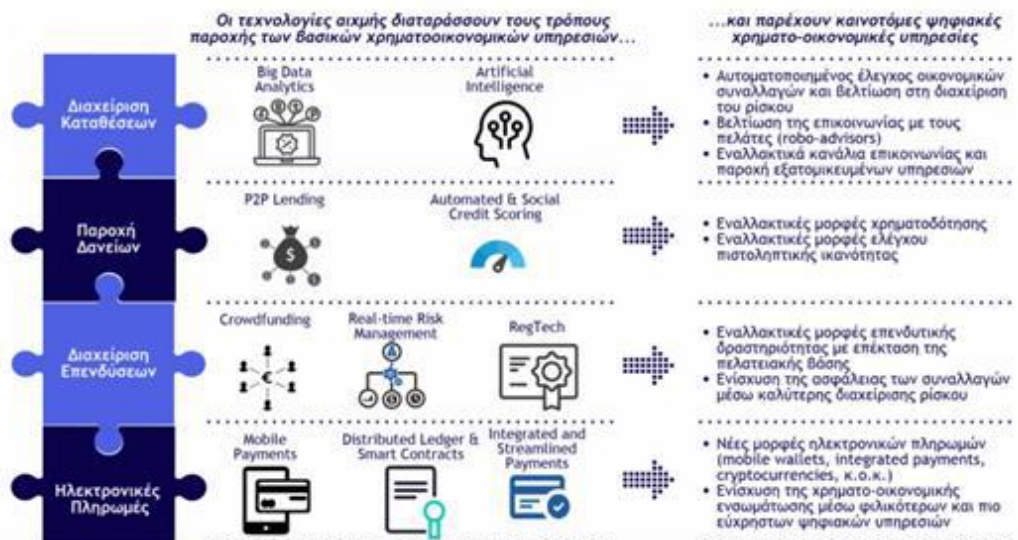 Οι τεχνολογίες αιχμής διαταράσσουν τους τρόπους
παροχής των βασικών χρηματοοικονομικών υπηρεσιών...
...και παρέχουν καινοτόμες ψηφιακές
χρηματο-οικονομικές υπηρεσίες
Διαχείριση
Καταθέσεων
Big Data
Analytics
Artificial
Intelligence
• Αυτοματοποιημένος έλεγχος οικονομικών
συναλλαγών και βελτίωση στη διαχείριση
του ρίσκου
• Βελτίωση της επικοινωνίας με τους
πελάτες (robo-advisors)
• Εναλλακτικά κανάλια επικοινωνίας και
παροχή εξατομικευμένων υπηρεσιών
Παροχή
Δανείων
P2P Lending
$
Automated & Social
Credit Scoring
• Εναλλακτικές μορφές χρηματοδότησης
• Εναλλακτικές μορφές ελέγχου
πιστοληπτικής ικανότητας
Διαχείριση
Επενδύσεων
Crowdfunding
€
Real-time Risk
Management
RegTech
• Εναλλακτικές μορφές επενδυτικής
δραστηριότητας με επέκταση της
πελατειακής βάσης
• Ενίσχυση της ασφάλειας των συναλλαγών
μέσω καλύτερης διαχείρισης ρίσκου
Ηλεκτρονικές
Πληρωμές
Mobile
Payments
Distributed Ledger &
Smart Contracts
Integrated and
Streamlined
Payments
• Νέες μορφές ηλεκτρονικών πληρωμών
(mobile wallets, integrated payments,
cryptocurrencies, κ.ο.κ.)
• Ενίσχυση της χρηματο-οικονομικής
ενσωμάτωσης μέσω φιλικότερων και πιο
εύχρηστων ψηφιακών υπηρεσιών